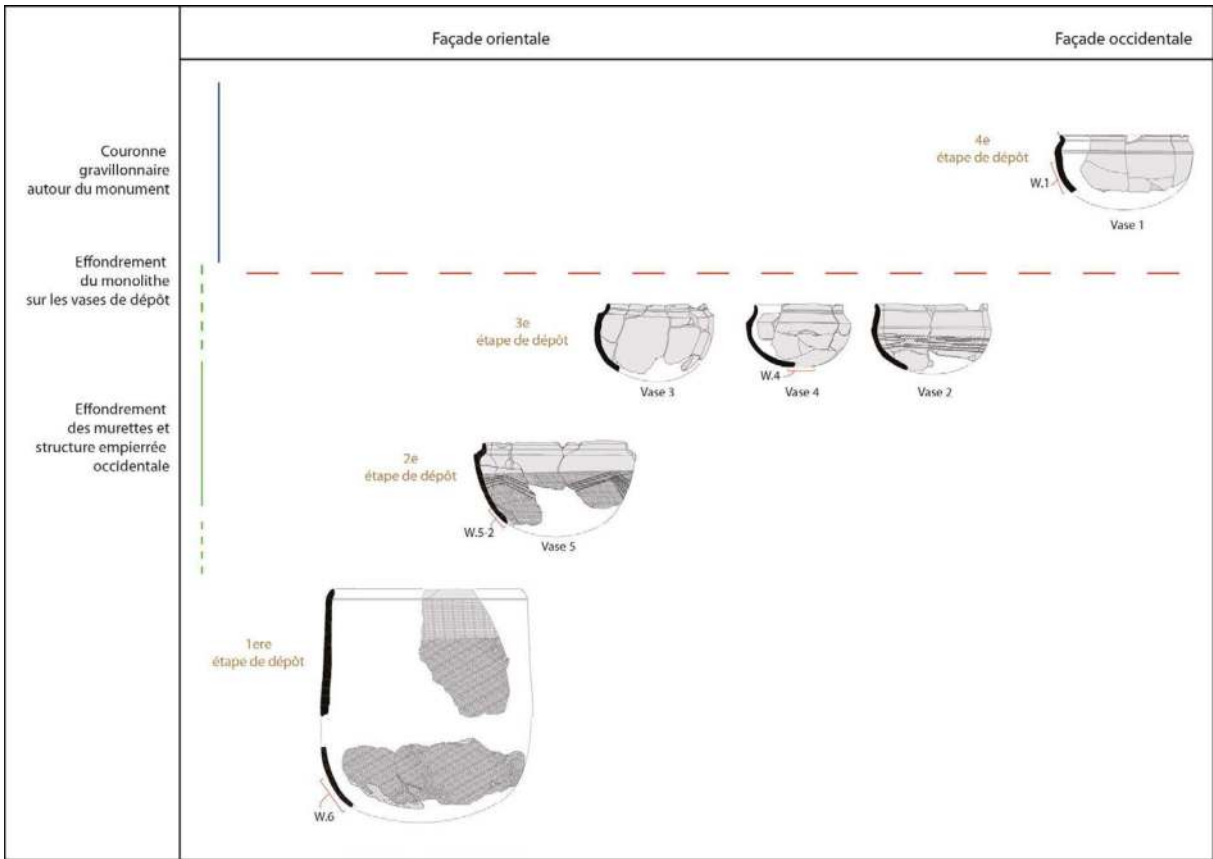 Façade orientale
Façade occidentale
Couronne
gravillonnaire
autour du monument
4e
étape de dépôt
W.1
Vase 1
Effondrement
du monolithe
sur les vases de dépôt
3e
étape de dépôt
Vase 3
W.4
Vase 4
Vase 2
Effondrement
des murettes et
structure empierrée
occidentale
2e
étape de dépôt
W.5-2
Vase 5
1ere
étape de dépôt
W.6